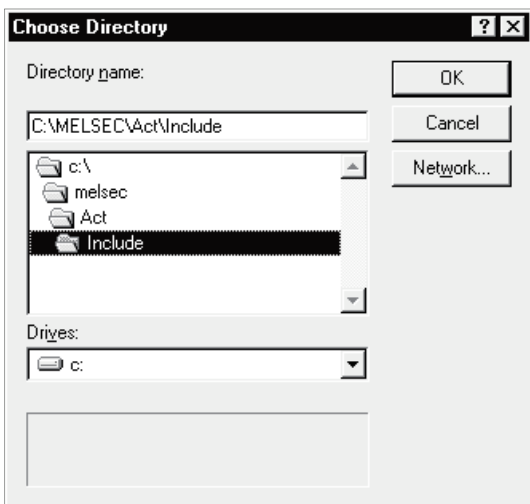 Choose Directory
Directory name:
OK
C:\MELSEC\Act\Include
Cancel
c:\
Network...
melsec
Act
Include
Drives:
c: